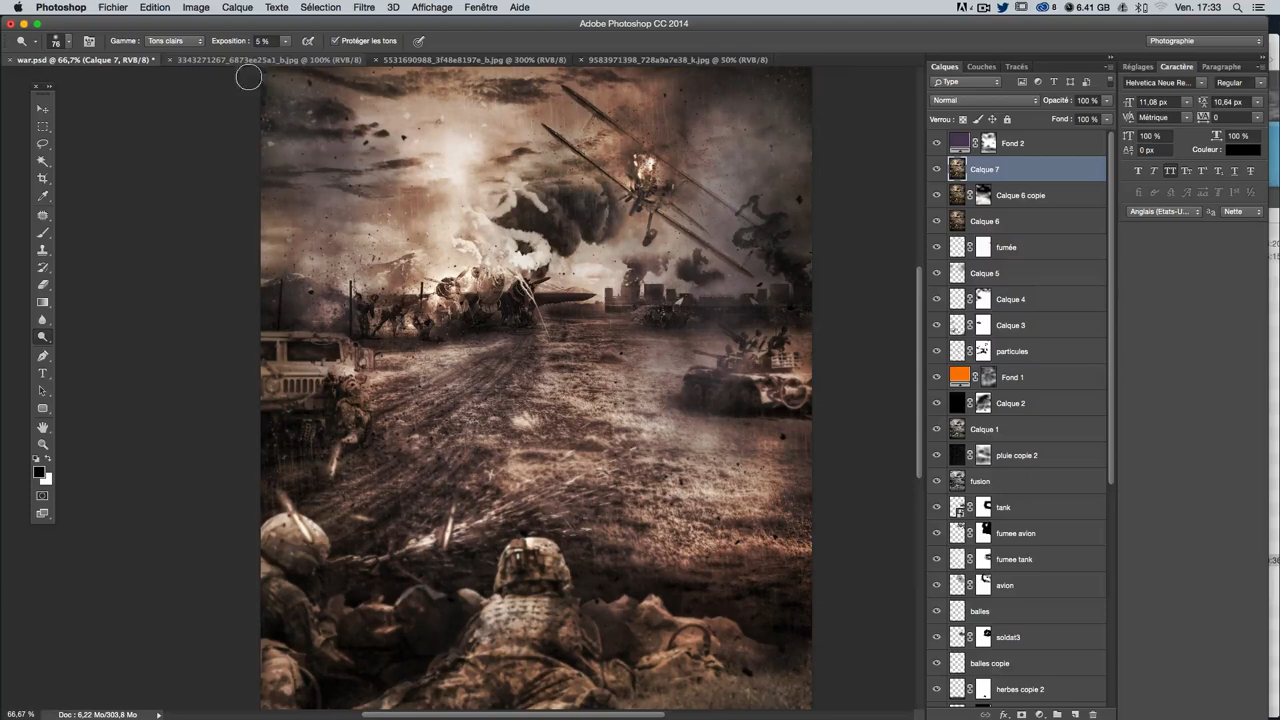 Photoshop Fichier Edition Image Calque Texte Sélection Filtre 3D Affichage Fenêtre Aide 8 6.41 GB Ven. 17:33
Adobe Photoshop CC 2014
76 Gamme : Tons clairs Exposition : 5 % Protéger les tons Photographie
× war.psd @ 66,7% (Calque 7, RVB/8) * × 3343271267_6873ee25a1_b.jpg @ 100% (RVB/8) × 5531690988_3f48e8197e_b.jpg @ 300% (RVB/8) × 9583971398_728a9a7e38_k.jpg @ 50% (RVB/8)
Calques Couches Tracés
Réglages Caractère Paragraphe
Type
Helvetica Neue Re... Regular
Normal Opacité : 100 %
11,08 px 10,64 px
Verrou : Fond : 100 %
Métrique 0
100 % 100 %
0 px Couleur :
Anglais (Etats-U... Nette
Fond 2
Calque 7
Calque 6 copie
Calque 6
fumée
Calque 5
Calque 4
Calque 3
particules
Fond 1
Calque 2
Calque 1
pluie copie 2
fusion
tank
fumee avion
fumee tank
avion
balles
soldat3
balles copie
herbes copie 2
66,67 % Doc : 6,22 Mo/303,8 Mo